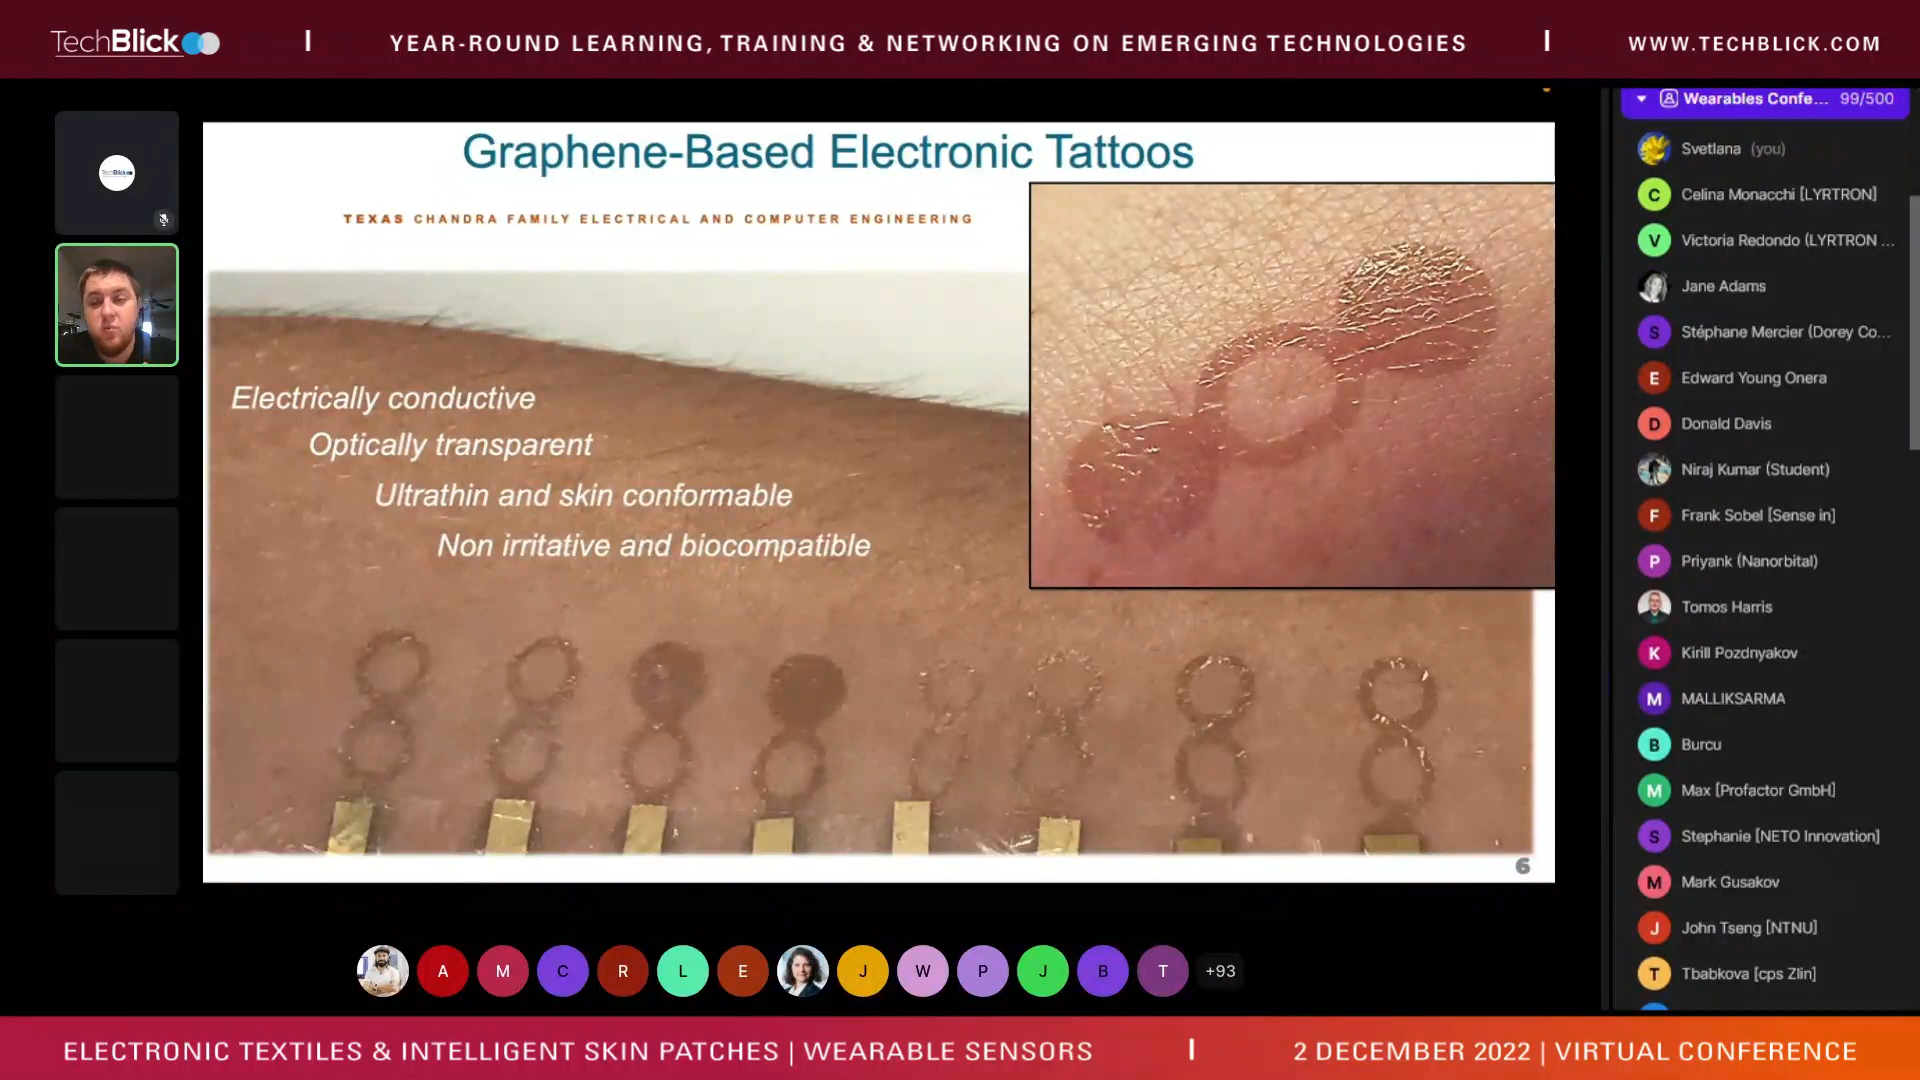 TechBlick
YEAR-ROUND LEARNING, TRAINING & NETWORKING ON EMERGING TECHNOLOGIES
WWW.TECHBLICK.COM
TechBlick
Graphene-Based Electronic Tattoos
TEXAS CHANDRA FAMILY ELECTRICAL AND COMPUTER ENGINEERING
Electrically conductive
Optically transparent
Ultrathin and skin conformable
Non irritative and biocompatible
6
A M C R L E J W P J B T +93
Wearables Confe... 99/500
Svetlana (you)
C Celina Monacchi [LYRTRON]
V Victoria Redondo (LYRTRON ...
Jane Adams
S Stéphane Mercier (Dorey Co...
E Edward Young Onera
D Donald Davis
Niraj Kumar (Student)
F Frank Sobel [Sense in]
P Priyank (Nanorbital)
Tomos Harris
K Kirill Pozdnyakov
M MALLIKSARMA
B Burcu
M Max [Profactor GmbH]
S Stephanie [NETO Innovation]
M Mark Gusakov
J John Tseng [NTNU]
T Tbabkova [cps Zlin]
ELECTRONIC TEXTILES & INTELLIGENT SKIN PATCHES | WEARABLE SENSORS
2 DECEMBER 2022 | VIRTUAL CONFERENCE